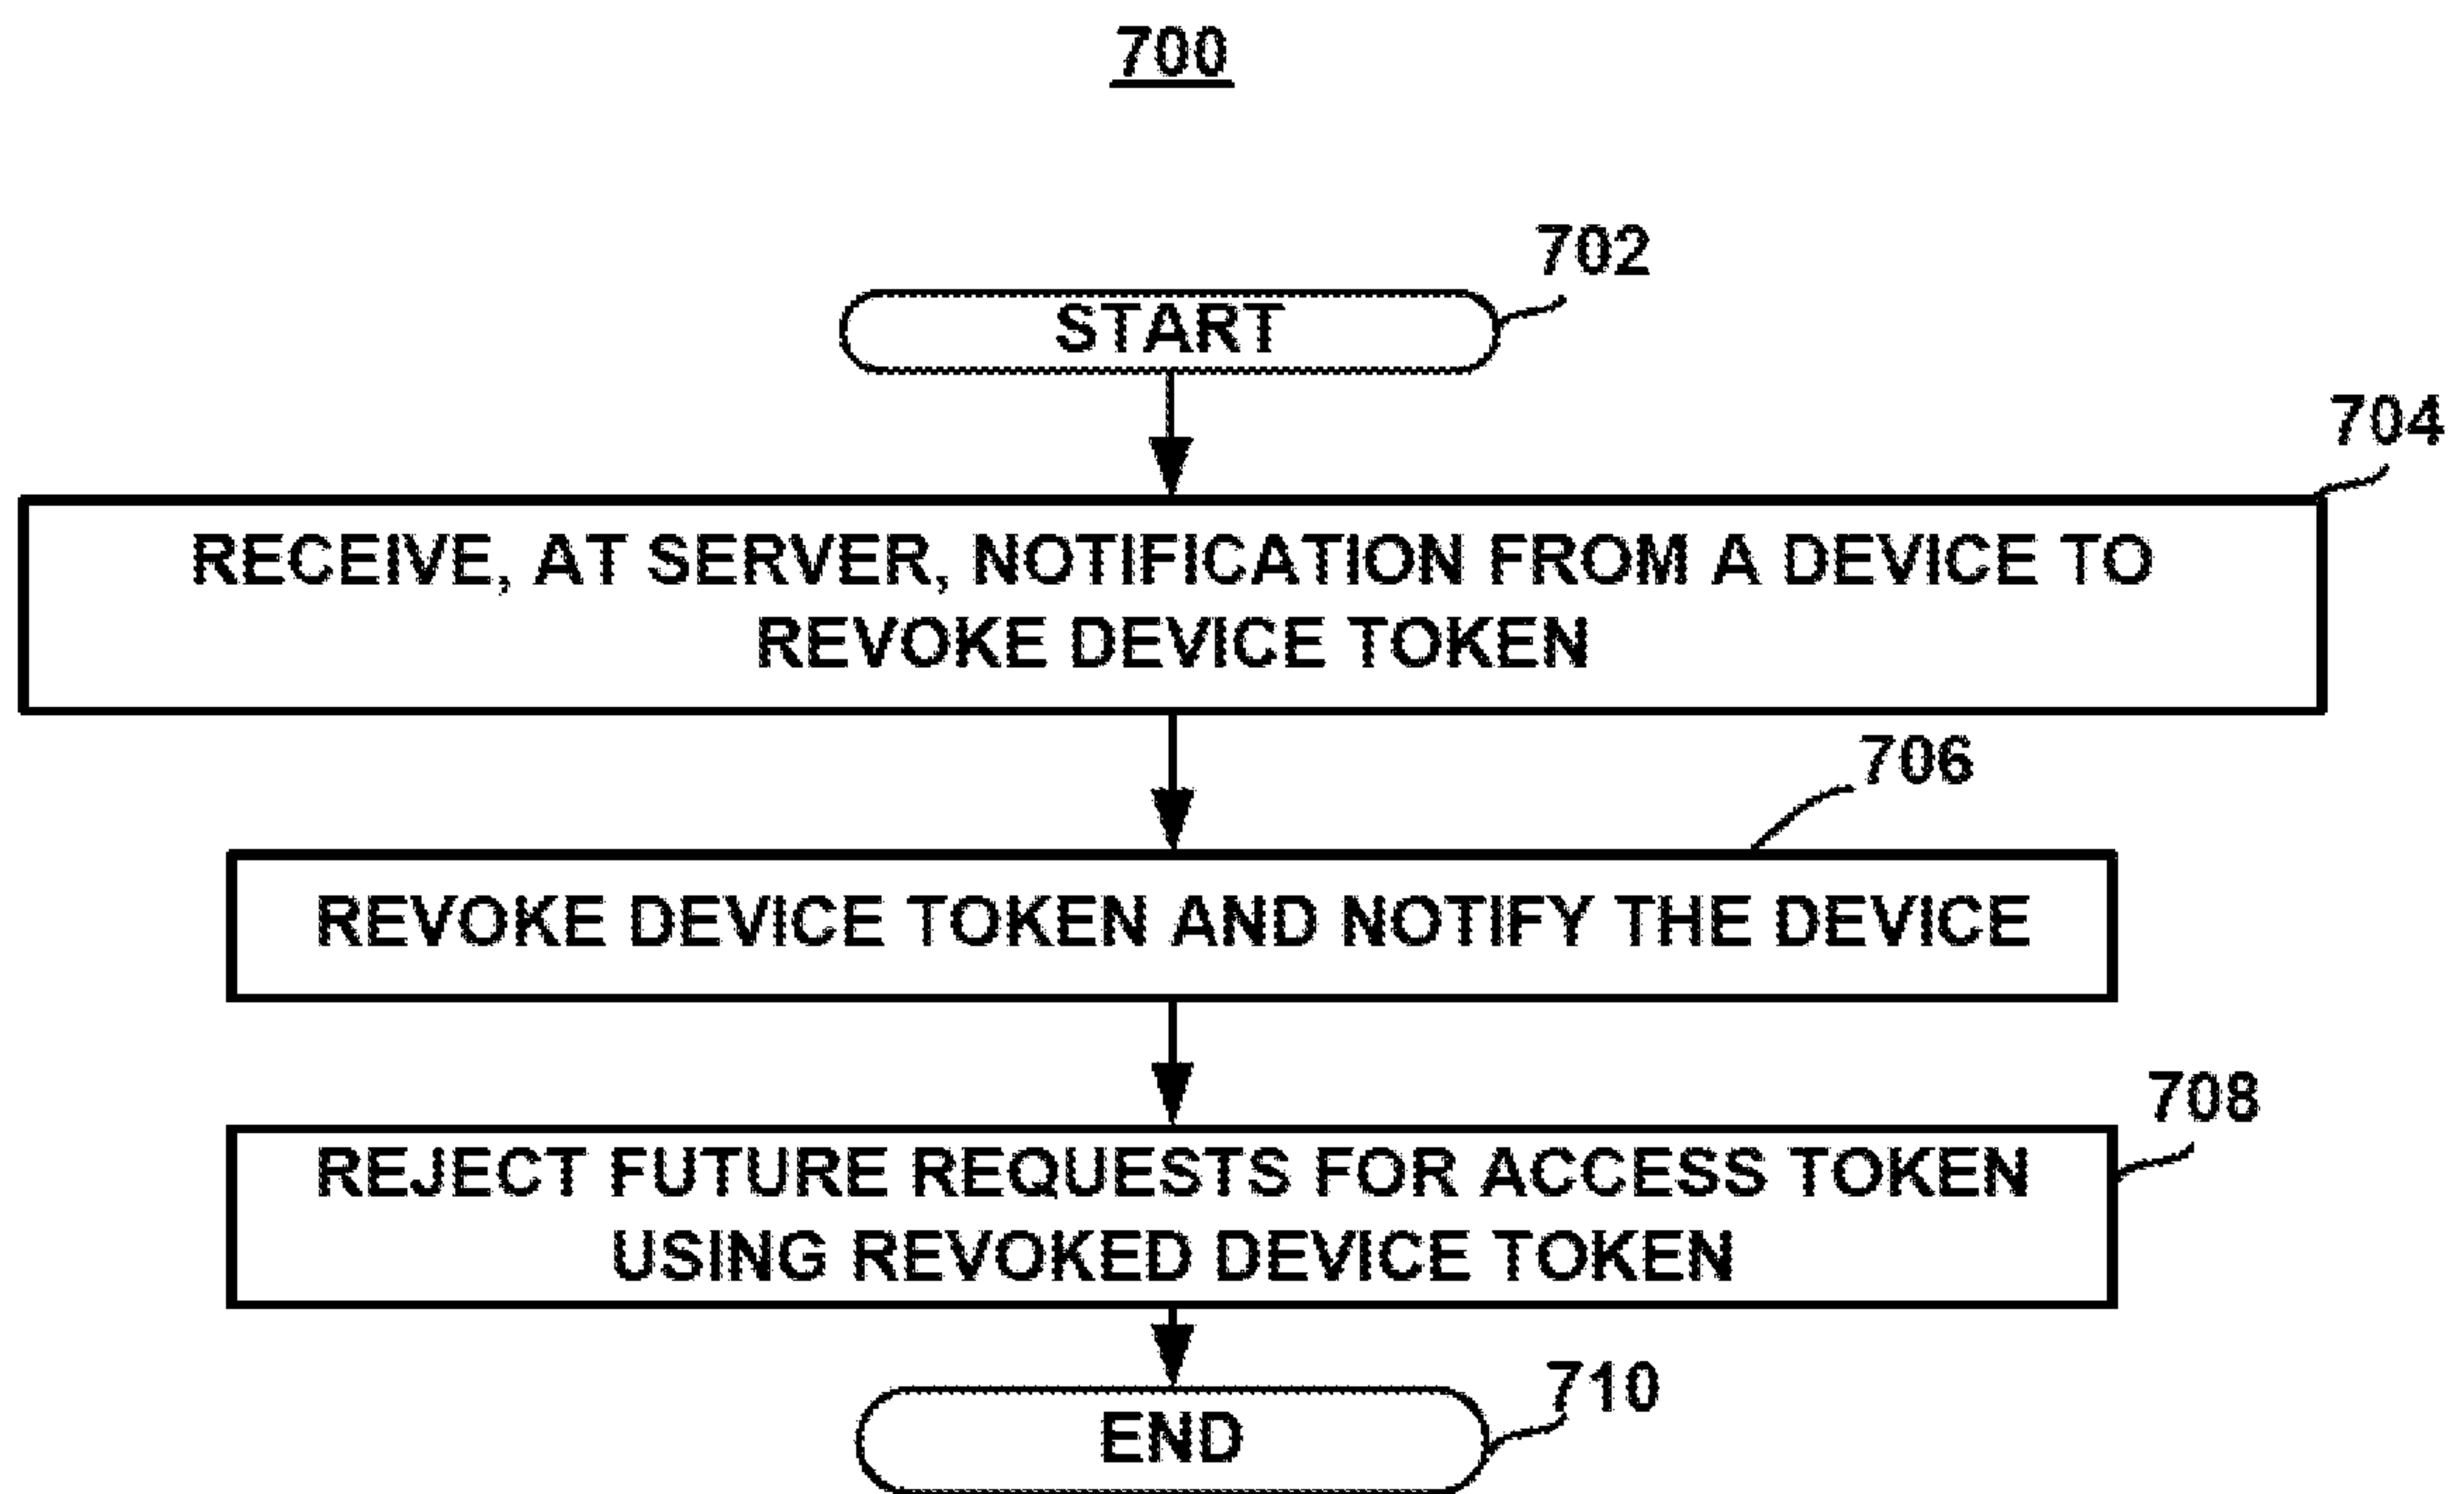 700
702
START
704
RECEIVE, AT SERVER, NOTIFICATION FROM A DEVICE TO
REVOKE DEVICE TOKEN
706
REVOKE DEVICE TOKEN AND NOTIFY THE DEVICE
708
REJECT FUTURE REQUESTS FOR ACCESS TOKEN
USING REVOKED DEVICE TOKEN
710
END